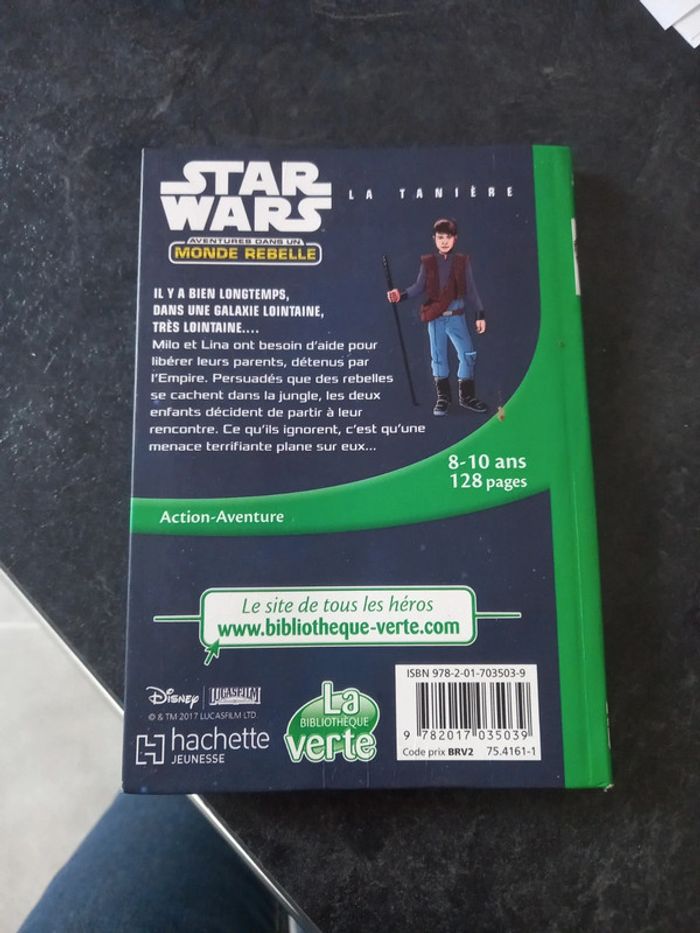 STAR
WARS
LA TANIÈRE
AVENTURES DANS UN
MONDE REBELLE
IL Y A BIEN LONGTEMPS,
DANS UNE GALAXIE LOINTAINE,
TRÈS LOINTAINE....
Milo et Lina ont besoin d'aide pour
libérer leurs parents, détenus par
l'Empire. Persuadés que des rebelles
se cachent dans la jungle, les deux
enfants décident de partir à leur
rencontre. Ce qu'ils ignorent, c'est qu'une
menace terrifiante plane sur eux...
8-10 ans
128 pages
Action-Aventure
Le site de tous les héros
www.bibliotheque-verte.com
ISBN 978-2-01-703503-9
9 782017 035039
Code prix BRV2 75.4161-1
Disney LUCASFILM
© & TM 2017 LUCASFILM LTD.
hachette
JEUNESSE
La
BIBLIOTHÈQUE
verte